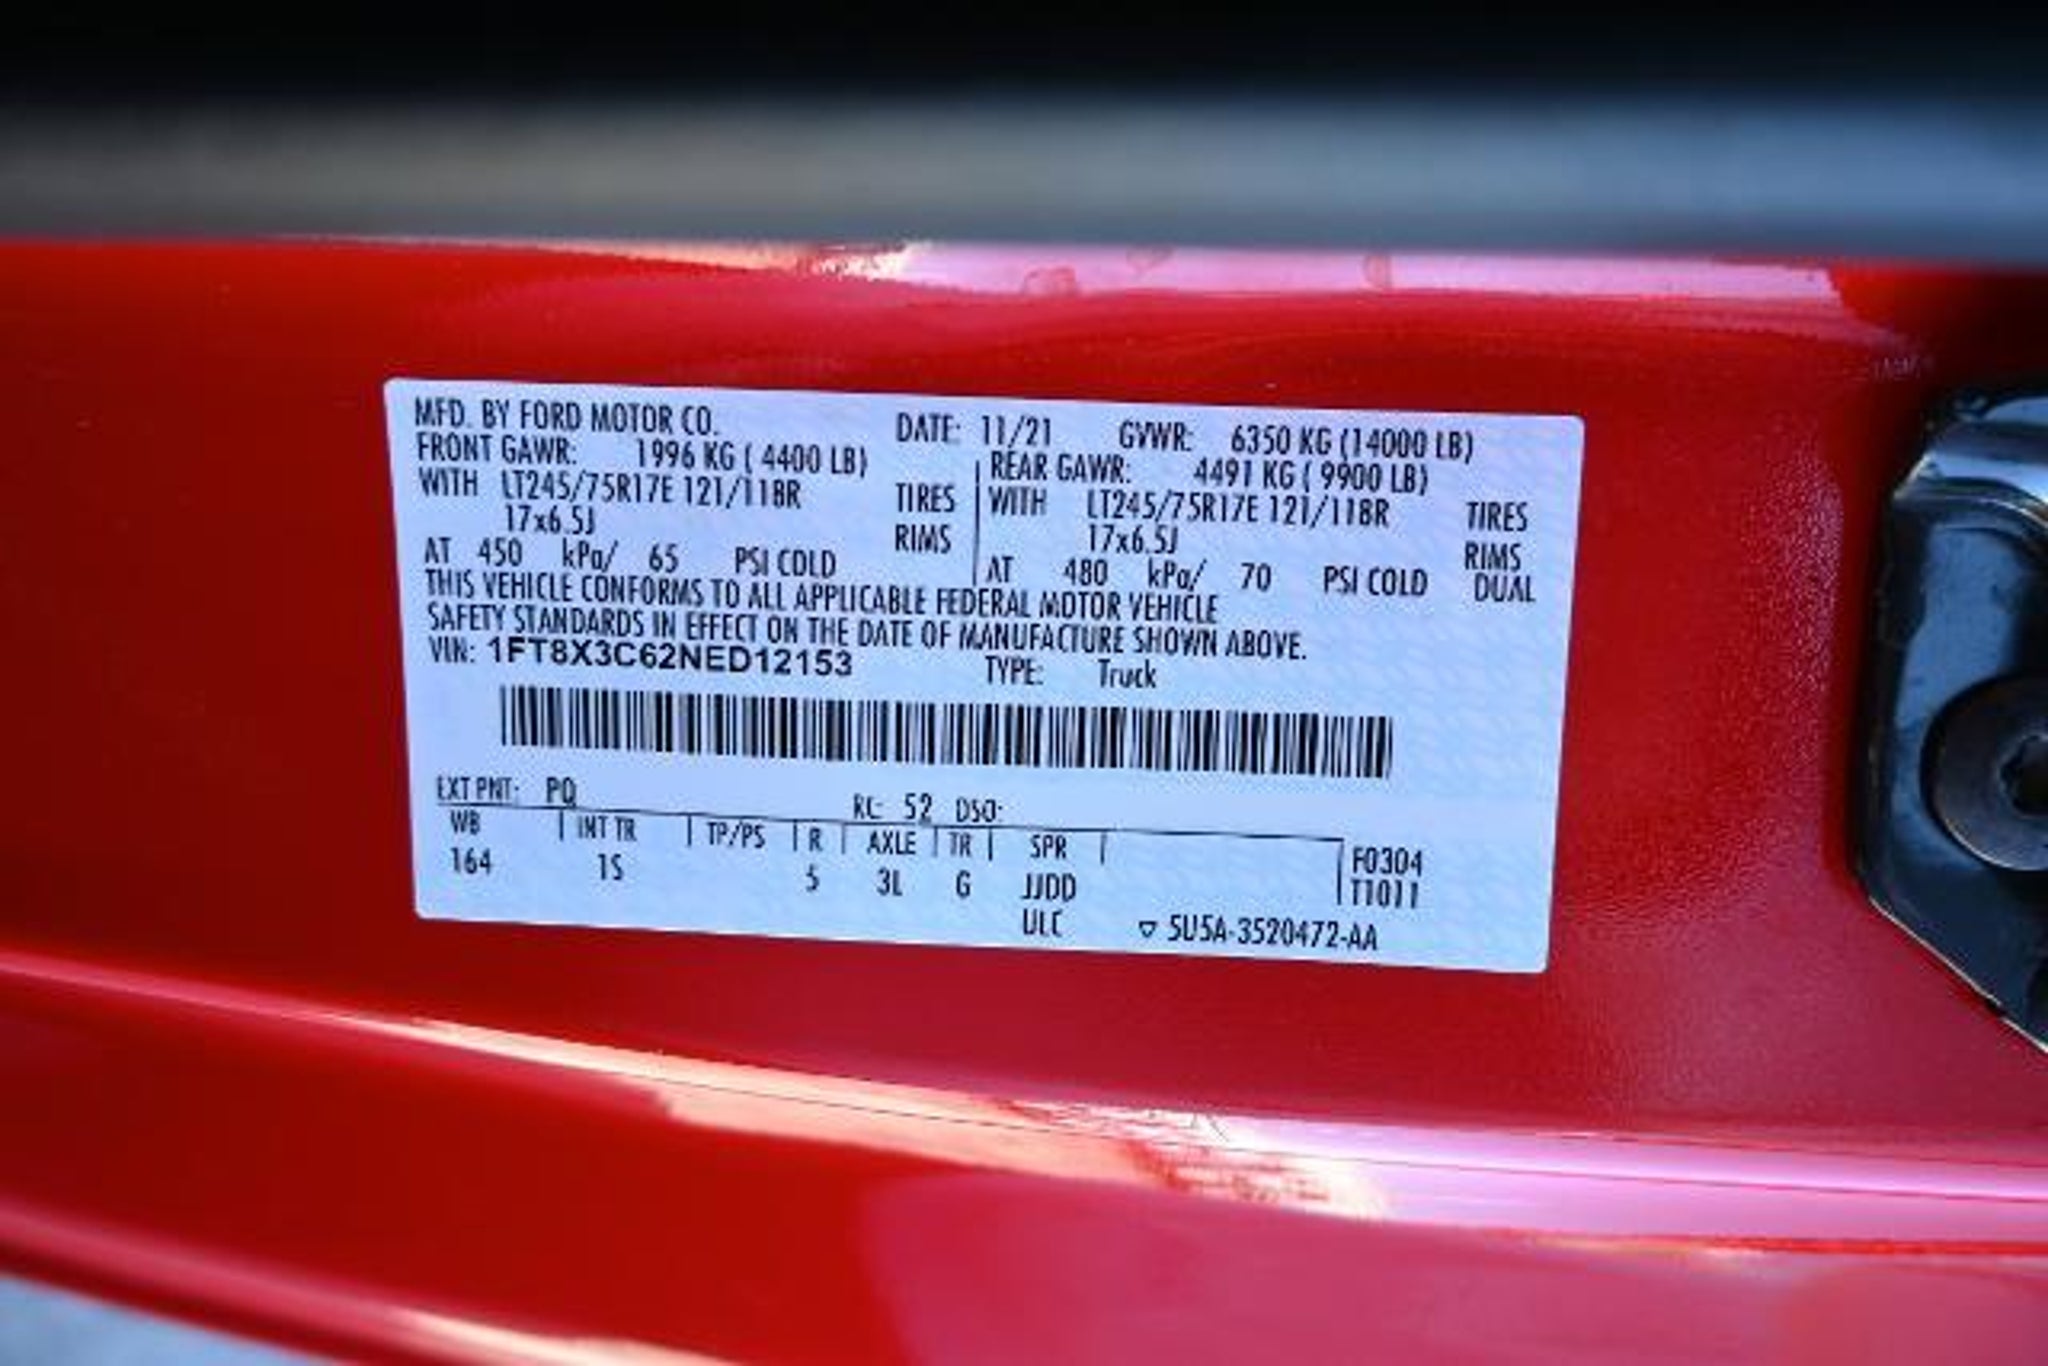 MFD. BY FORD MOTOR CO. DATE: 11/21 GVWR: 6350 KG (14000 LB)
FRONT GAWR: 1996 KG ( 4400 LB) REAR GAWR: 4491 KG ( 9900 LB)
WITH LT245/75R17E 121/118R TIRES WITH LT245/75R17E 121/118R TIRES
17x6.5J RIMS 17x6.5J RIMS
AT 450 kPa/ 65 PSI COLD AT 480 kPa/ 70 PSI COLD DUAL
THIS VEHICLE CONFORMS TO ALL APPLICABLE FEDERAL MOTOR VEHICLE
SAFETY STANDARDS IN EFFECT ON THE DATE OF MANUFACTURE SHOWN ABOVE.
VIN: 1FT8X3C62NED12153 TYPE: Truck
EXT PNT: PQ RC: 52 DSO:
WB INT TR TP/PS R AXLE TR SPR F0304
164 1S 5 3L G JJDD T1011
ULC ▽ 5U5A-3520472-AA